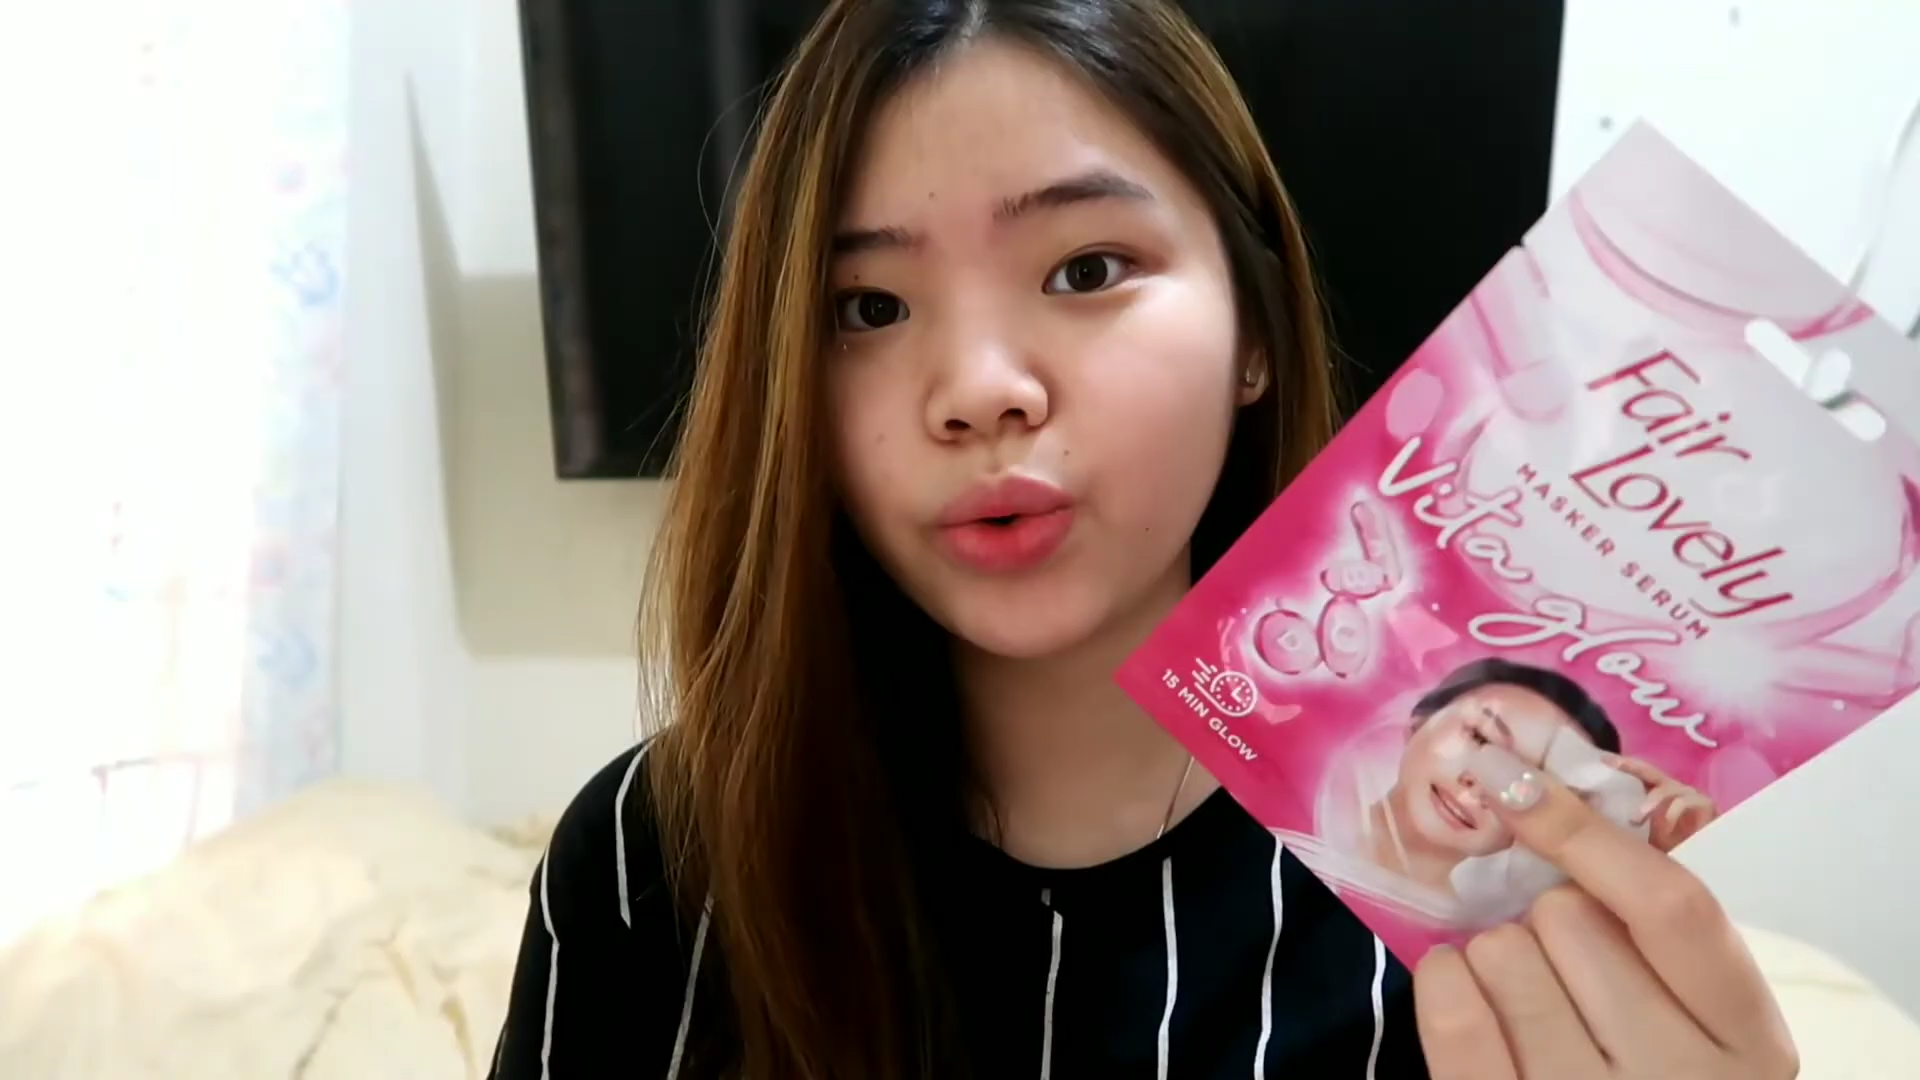 Fair
Lovely
MASKER SERUM
Vita glow
B
D C
15 MIN GLOW